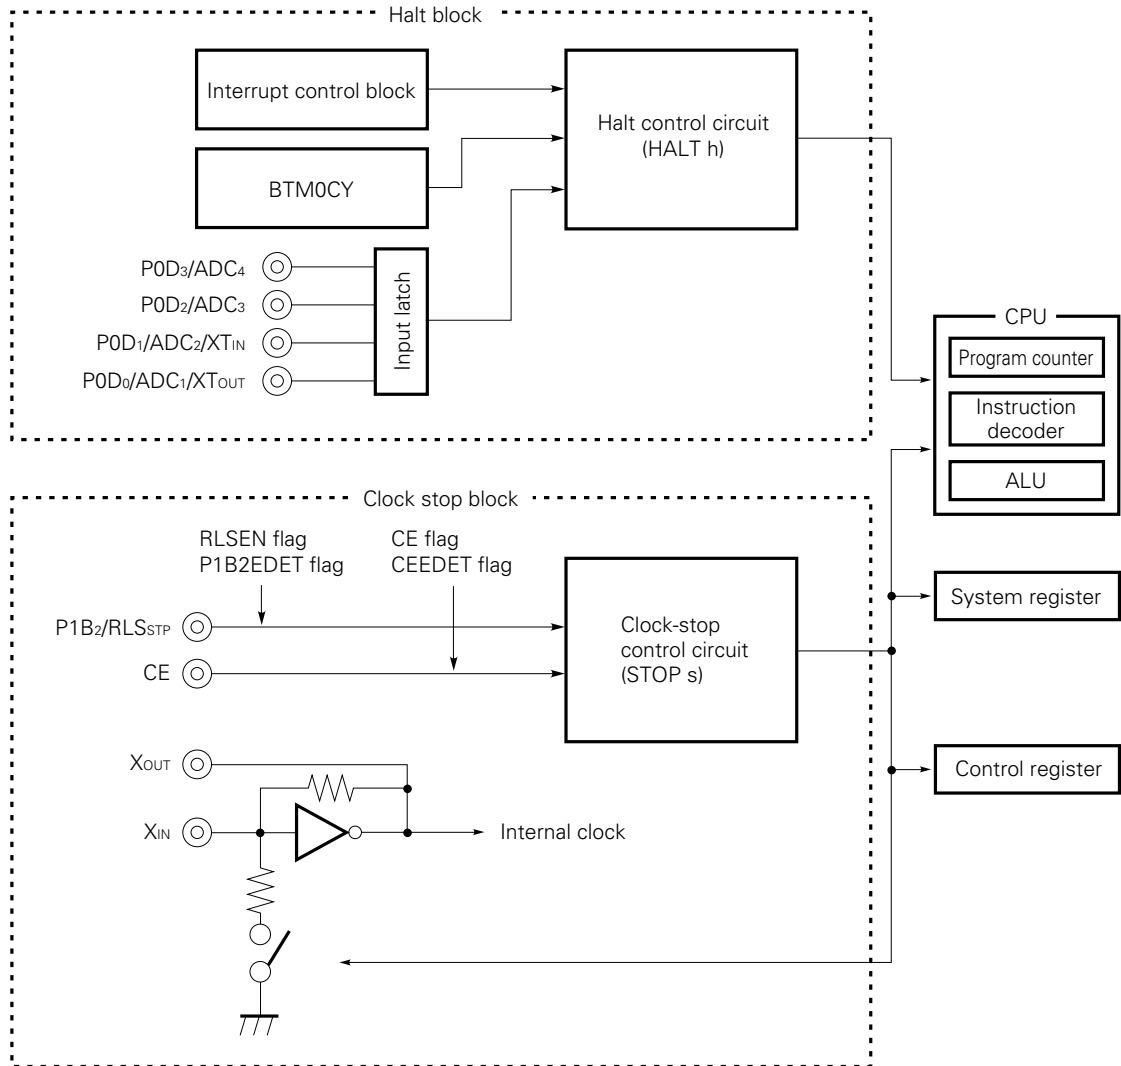 Halt block
Interrupt control block
Halt control circuit
(HALT h)
BTM0CY
P0D3/ADC4
P0D2/ADC3
P0D1/ADC2/XTIN
P0D0/ADC1/XTOUT
Input latch
CPU
Program counter
Instruction
decoder
ALU
Clock stop block
RLSEN flag
P1B2EDET flag
CE flag
CEEDET flag
P1B2/RLSSTP
CE
Clock-stop
control circuit
(STOP s)
System register
XOUT
XIN
Internal clock
Control register